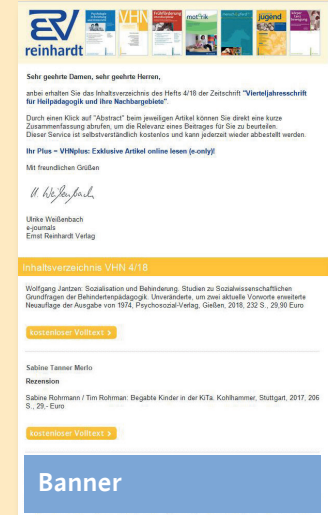 ERV
reinhardt
VHN
mot rik
jugend
Sehr geehrte Damen, sehr geehrte Herren,
anbei erhalten Sie das Inhaltsverzeichnis des Hefts 4/18 der Zeitschrift "Vierteljahresschrift
für Heilpädagogik und ihre Nachbargebiete".
Durch einen Klick auf "Abstract" beim jeweiligen Artikel können Sie direkt eine kurze
Zusammenfassung abrufen, um die Relevanz eines Beitrages für Sie zu beurteilen.
Dieser Service ist selbstverständlich kostenlos und kann jederzeit wieder abbestellt werden.
Ihr Plus – VHNplus: Exklusive Artikel online lesen (e-only)!
Mit freundlichen Grüßen
U. Weißenbach
Ulrike Weißenbach
e-journals
Ernst Reinhardt Verlag
Inhaltsverzeichnis VHN 4/18
Wolfgang Jantzen: Sozialisation und Behinderung. Studien zu Sozialwissenschaftlichen
Grundfragen der Behindertenpädagogik. Unveränderte, um zwei aktuelle Vorworte erweiterte
Neuauflage der Ausgabe von 1974, Psychosozial-Verlag, Gießen, 2018, 232 S., 29,90 Euro
kostenloser Volltext >
Sabine Tanner Merlo
Rezension
Sabine Rohrmann / Tim Rohrman: Begabte Kinder in der KiTa. Kohlhammer, Stuttgart, 2017, 206
S., 29,- Euro
kostenloser Volltext >
Banner